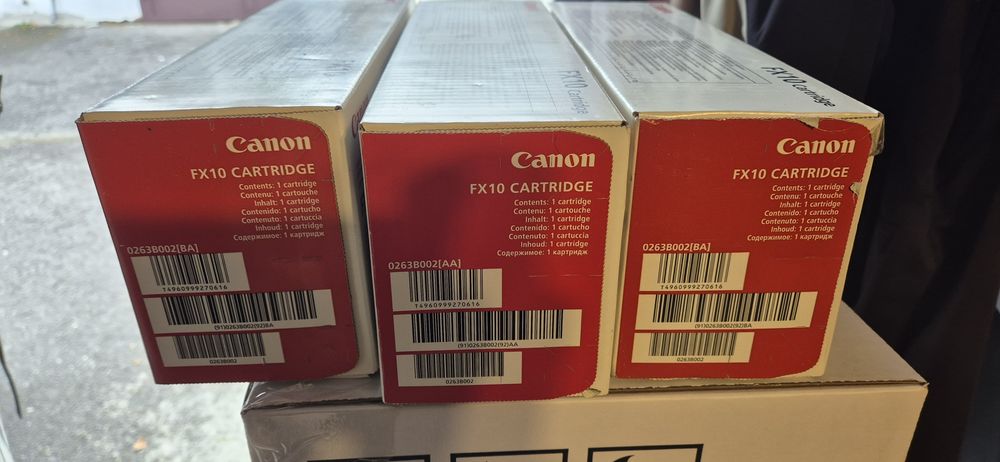 Canon
FX10 CARTRIDGE
Contents: 1 cartridge
Contenu: 1 cartouche
Inhalt: 1 cartridge
Contenido: 1 cartucho
Contenuto: 1 cartuccia
Inhoud: 1 cartridge
Содержимое: 1 картридж
0263B002[BA]
T4960999270616
(91)0263B002(92)BA
0263B002
FX10 Cartridge
Canon
FX10 CARTRIDGE
Contents: 1 cartridge
Contenu: 1 cartouche
Inhalt: 1 cartridge
Contenido: 1 cartucho
Contenuto: 1 cartuccia
Inhoud: 1 cartridge
Содержимое: 1 картридж
0263B002[AA]
T4960999270616
(91)0263B002(92)AA
0263B002
FX10 Cartridge
Canon
FX10 CARTRIDGE
Contents: 1 cartridge
Contenu: 1 cartouche
Inhalt: 1 cartridge
Contenido: 1 cartucho
Contenuto: 1 cartuccia
Inhoud: 1 cartridge
Содержимое: 1 картридж
0263B002[BA]
T4960999270616
(91)0263B002(92)BA
0263B002